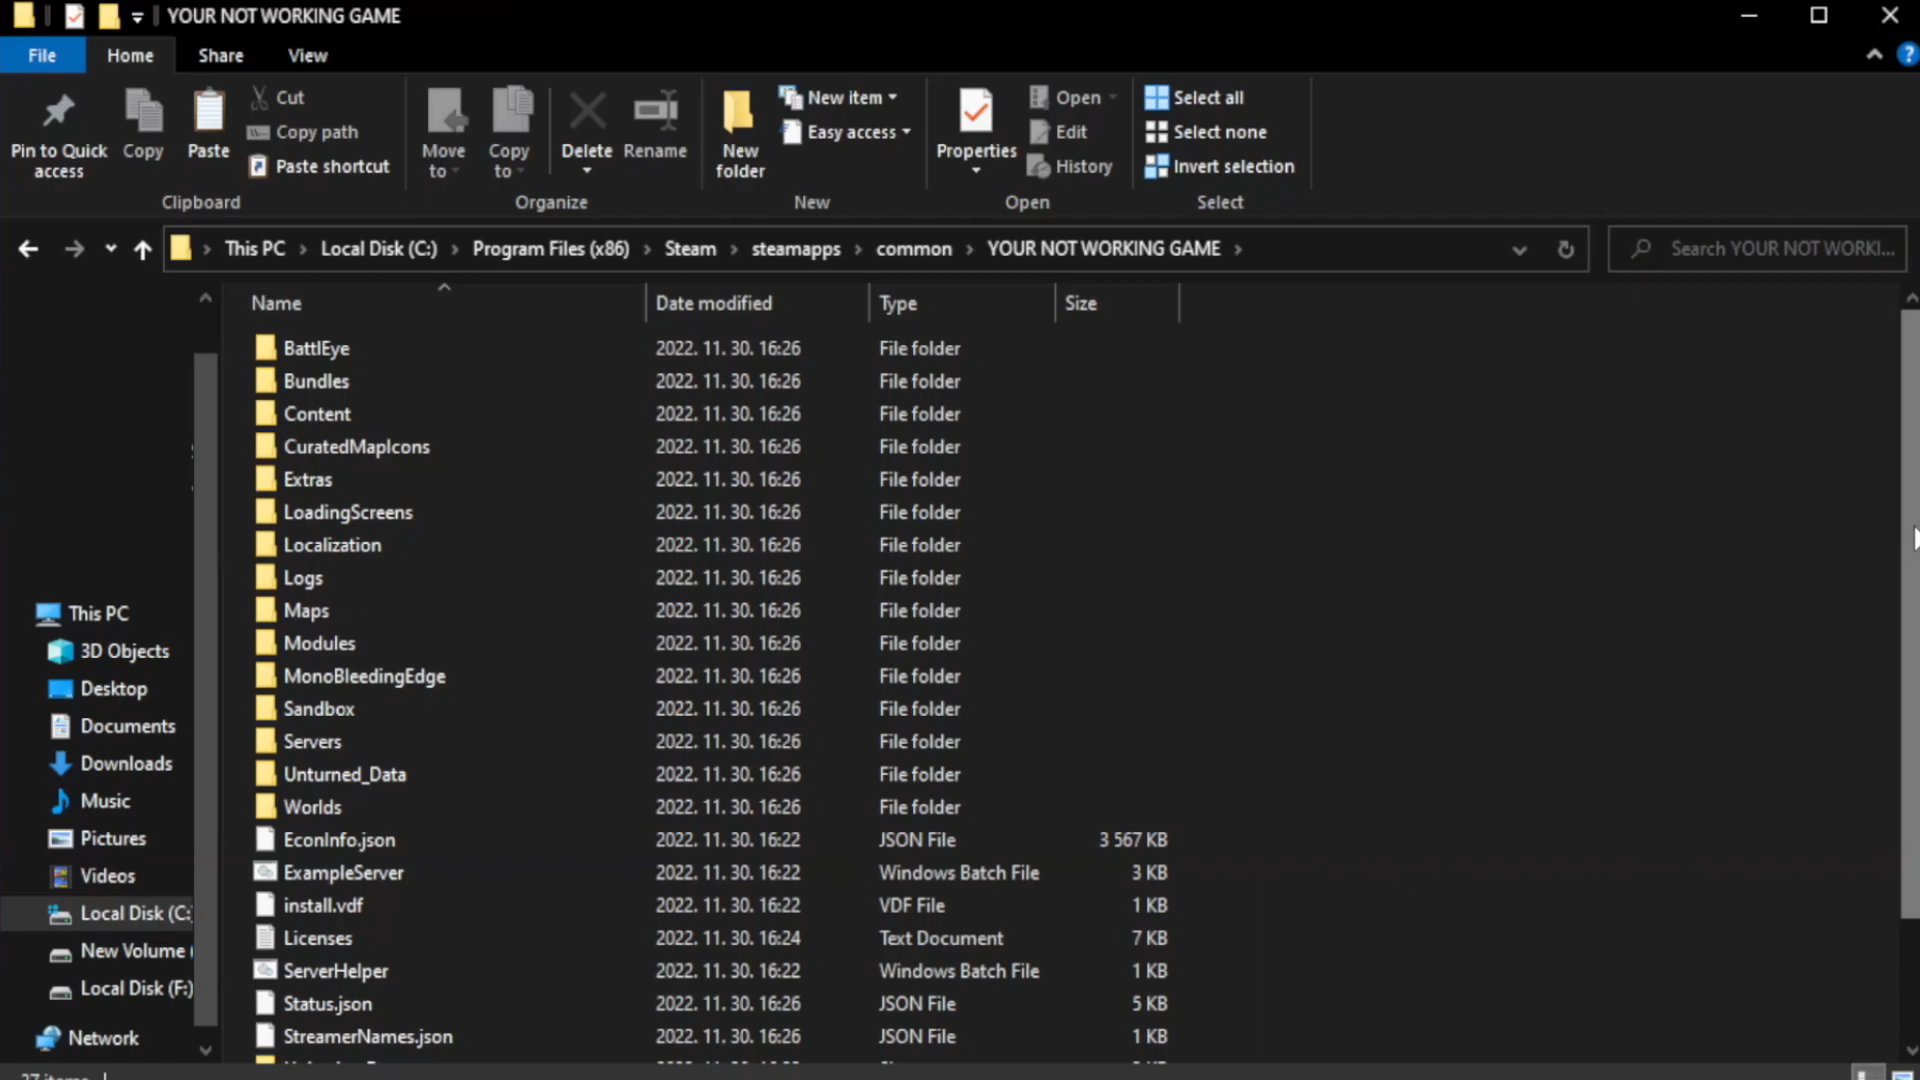 YOUR NOT WORKING GAME
File Home Share View
Pin to Quick access
Copy
Paste
Cut
Copy path
Paste shortcut
Move to
Copy to
Delete
Rename
New folder
New item
Easy access
Properties
Open
Edit
History
Select all
Select none
Invert selection
Clipboard Organize New Open Select
This PC Local Disk (C:) Program Files (x86) Steam steamapps common YOUR NOT WORKING GAME
Search YOUR NOT WORKI...
Name Date modified Type Size
BattlEye 2022. 11. 30. 16:26 File folder
Bundles 2022. 11. 30. 16:26 File folder
Content 2022. 11. 30. 16:26 File folder
CuratedMapIcons 2022. 11. 30. 16:26 File folder
Extras 2022. 11. 30. 16:26 File folder
LoadingScreens 2022. 11. 30. 16:26 File folder
Localization 2022. 11. 30. 16:26 File folder
Logs 2022. 11. 30. 16:26 File folder
Maps 2022. 11. 30. 16:26 File folder
Modules 2022. 11. 30. 16:26 File folder
MonoBleedingEdge 2022. 11. 30. 16:26 File folder
Sandbox 2022. 11. 30. 16:26 File folder
Servers 2022. 11. 30. 16:26 File folder
Unturned_Data 2022. 11. 30. 16:26 File folder
Worlds 2022. 11. 30. 16:26 File folder
EconInfo.json 2022. 11. 30. 16:22 JSON File 3 567 KB
ExampleServer 2022. 11. 30. 16:22 Windows Batch File 3 KB
install.vdf 2022. 11. 30. 16:22 VDF File 1 KB
Licenses 2022. 11. 30. 16:24 Text Document 7 KB
ServerHelper 2022. 11. 30. 16:22 Windows Batch File 1 KB
Status.json 2022. 11. 30. 16:26 JSON File 5 KB
StreamerNames.json 2022. 11. 30. 16:26 JSON File 1 KB
This PC
3D Objects
Desktop
Documents
Downloads
Music
Pictures
Videos
Local Disk (C:)
New Volume (
Local Disk (F:)
Network